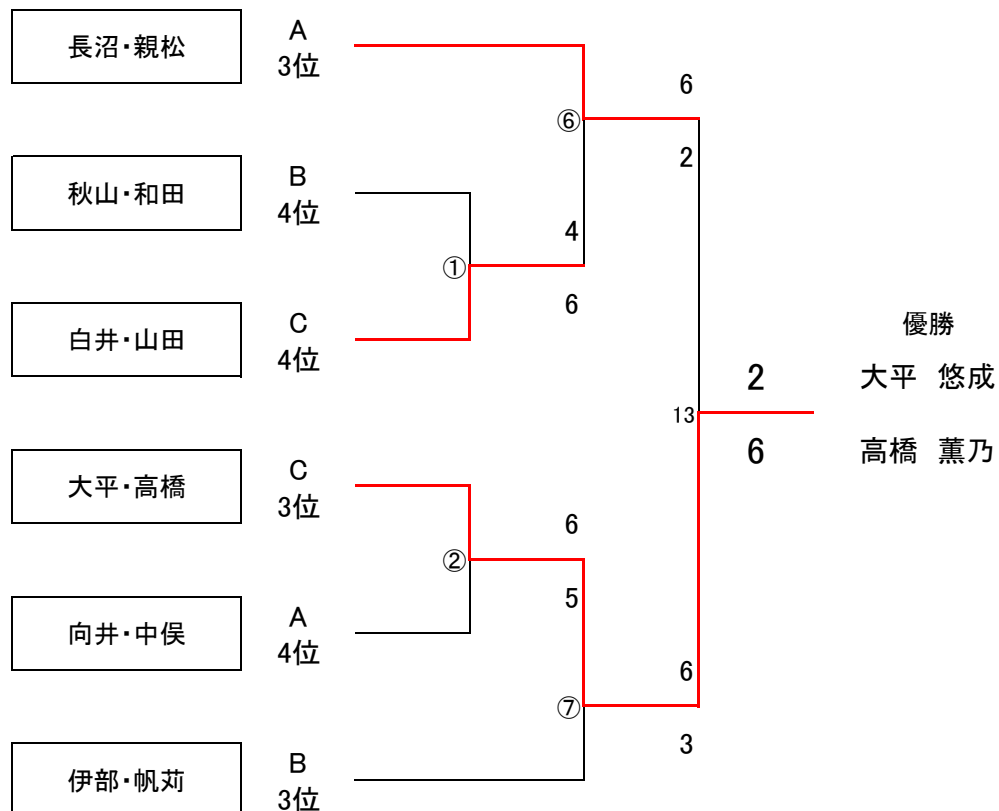 長沼・親松
A
3位
6
⑥
2
秋山・和田
B
4位
4
①
6
白井・山田
C
4位
優勝
2
大平 悠成
13
6
高橋 薫乃
大平・高橋
C
3位
6
②
5
向井・中俣
A
4位
6
⑦
3
伊部・帆苅
B
3位